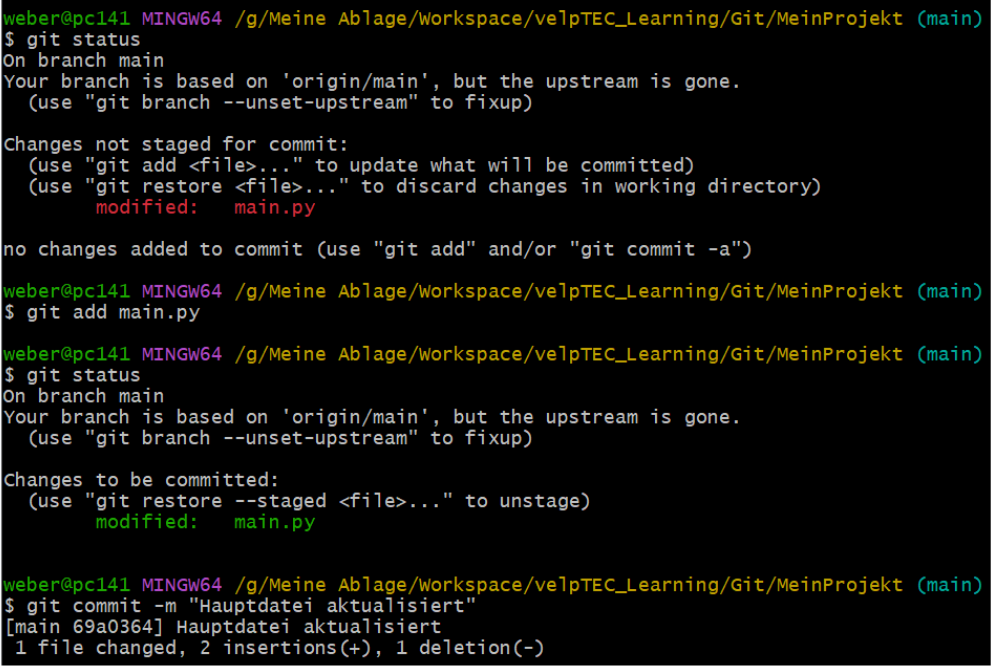 weber@pc141 MINGW64 /g/Meine Ablage/Workspace/velpTEC_Learning/Git/MeinProjekt (main)
$ git status
On branch main
Your branch is based on 'origin/main', but the upstream is gone.
  (use "git branch --unset-upstream" to fixup)

Changes not staged for commit:
  (use "git add <file>..." to update what will be committed)
  (use "git restore <file>..." to discard changes in working directory)
        modified:   main.py

no changes added to commit (use "git add" and/or "git commit -a")

weber@pc141 MINGW64 /g/Meine Ablage/Workspace/velpTEC_Learning/Git/MeinProjekt (main)
$ git add main.py

weber@pc141 MINGW64 /g/Meine Ablage/Workspace/velpTEC_Learning/Git/MeinProjekt (main)
$ git status
On branch main
Your branch is based on 'origin/main', but the upstream is gone.
  (use "git branch --unset-upstream" to fixup)

Changes to be committed:
  (use "git restore --staged <file>..." to unstage)
        modified:   main.py

weber@pc141 MINGW64 /g/Meine Ablage/Workspace/velpTEC_Learning/Git/MeinProjekt (main)
$ git commit -m "Hauptdatei aktualisiert"
[main 69a0364] Hauptdatei aktualisiert
 1 file changed, 2 insertions(+), 1 deletion(-)